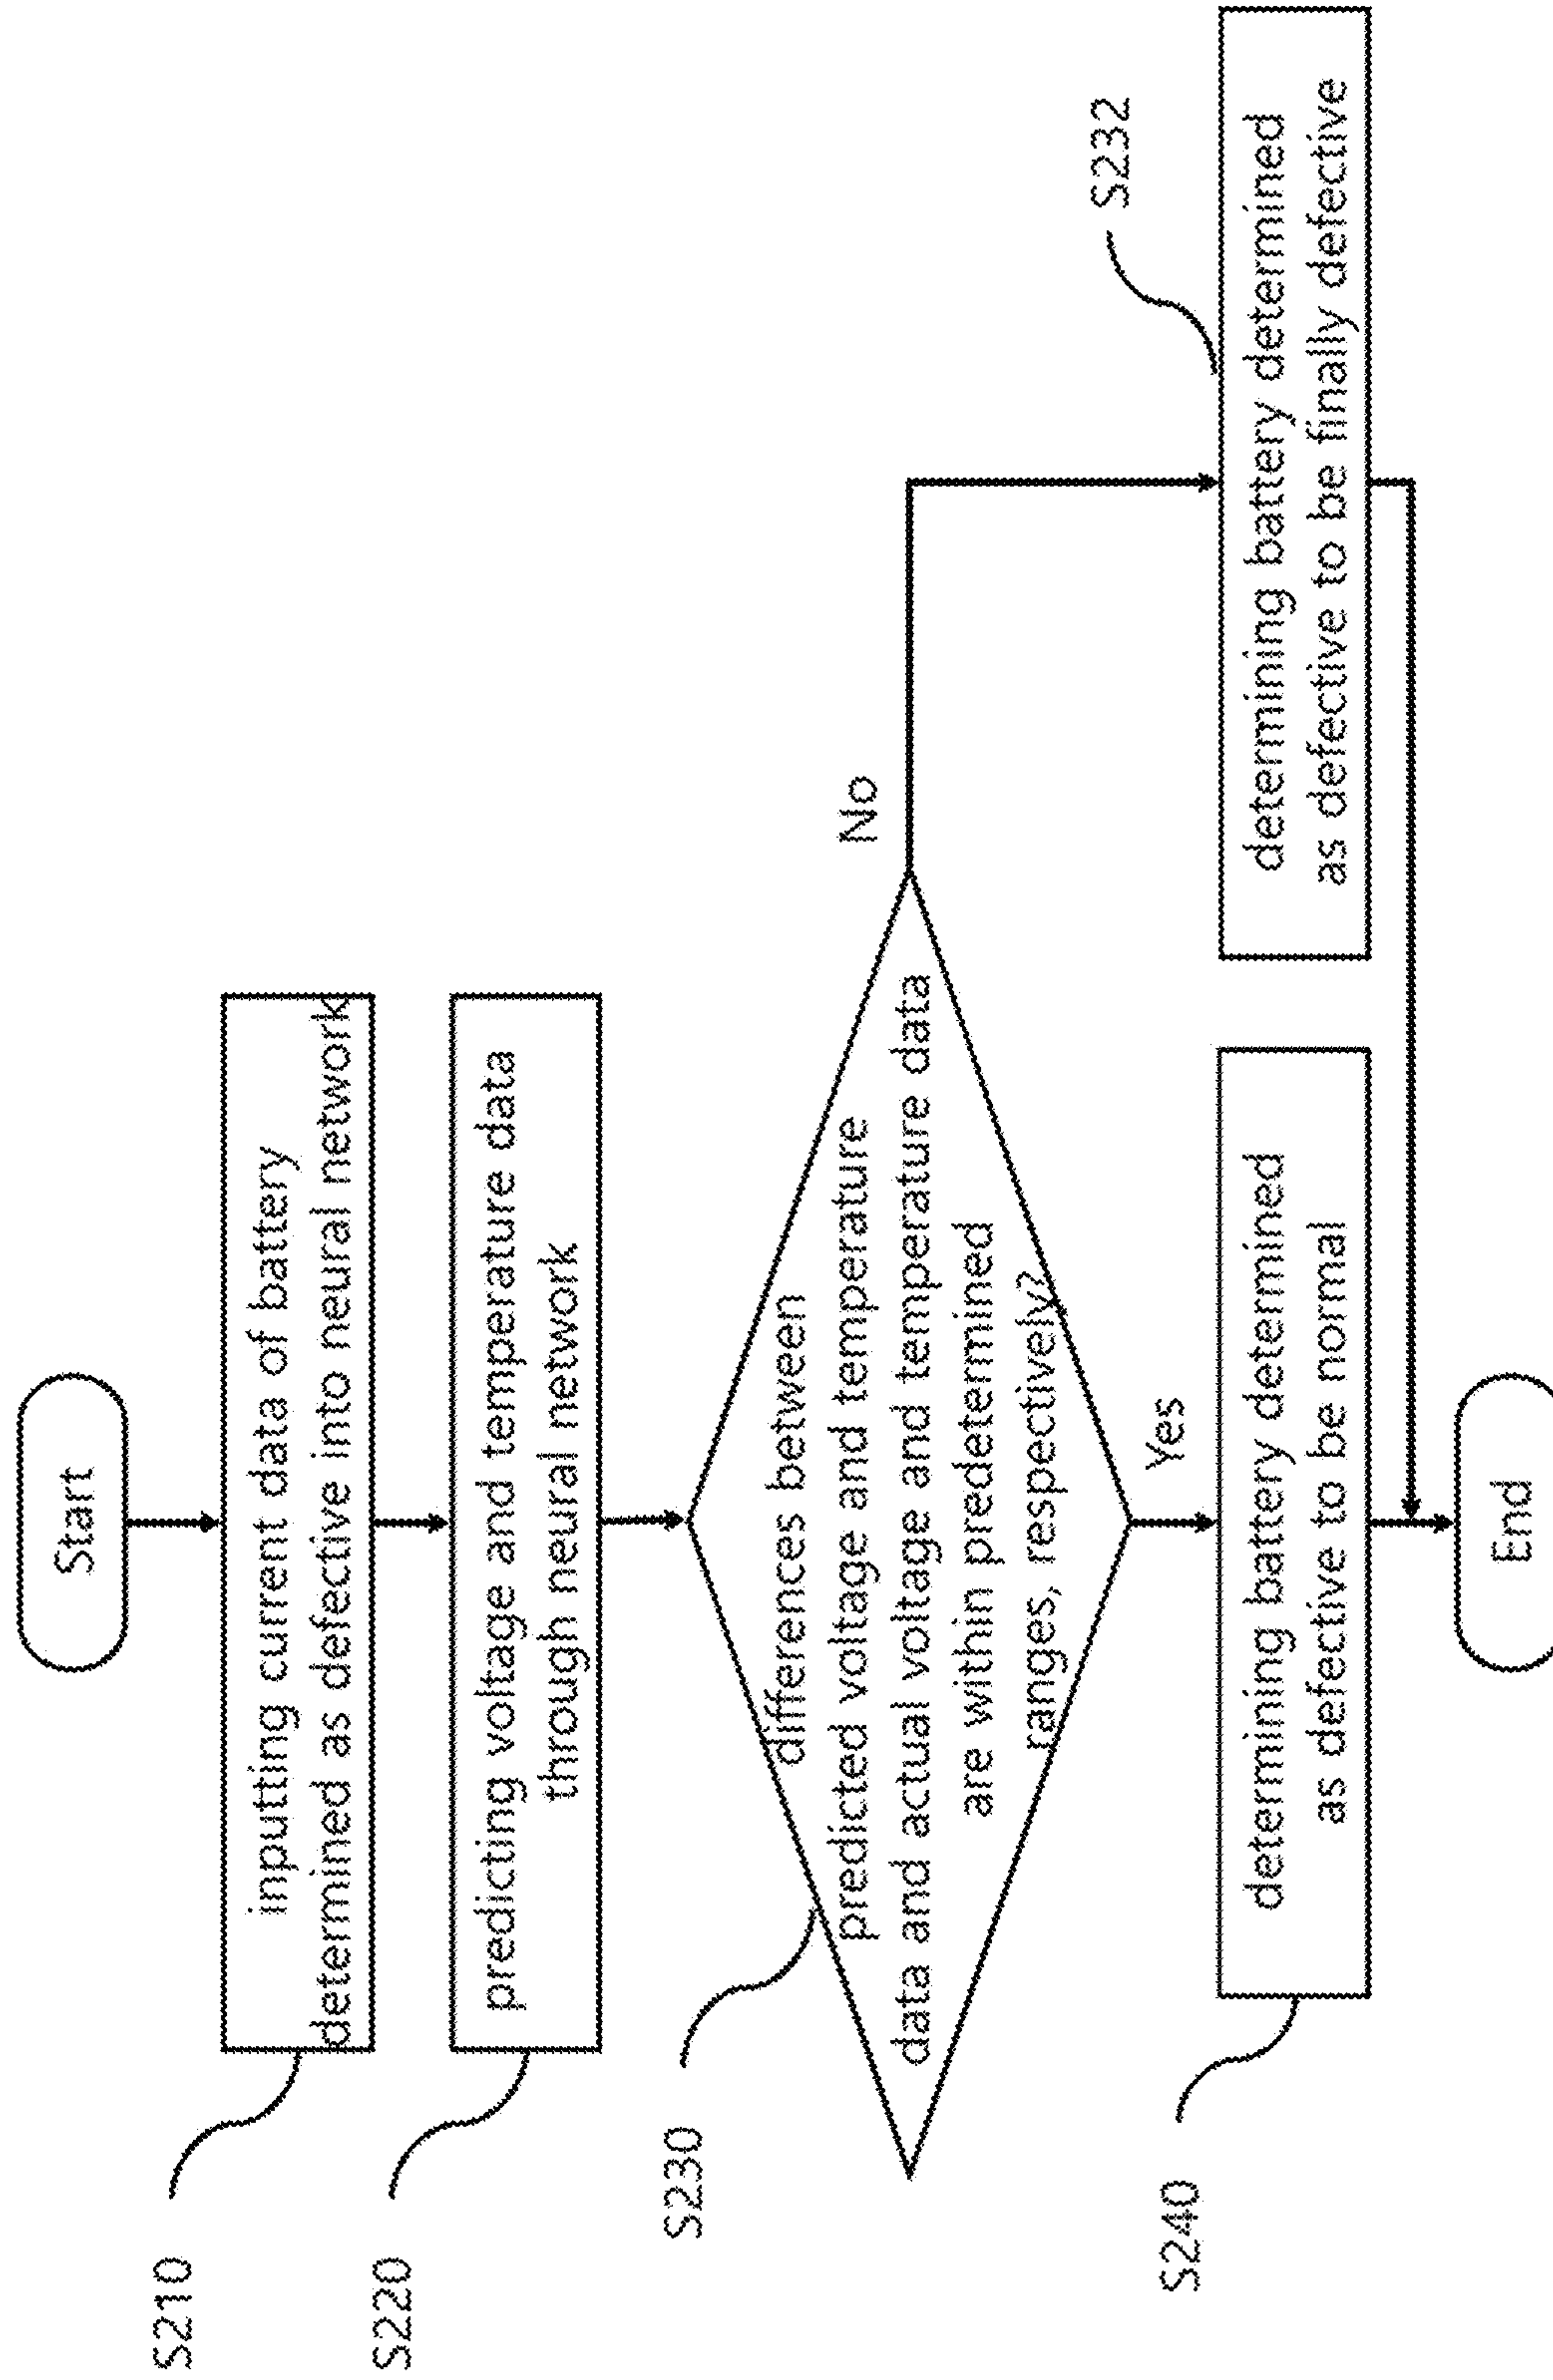 Start
S210
inputting current data of battery
determined as defective into neural network
S220
predicting voltage and temperature data
through neural network
S230
differences between
predicted voltage and temperature
data and actual voltage and temperature data
are within predetermined
ranges, respectively?
No
Yes
S240
determining battery determined
as defective to be normal
S232
determining battery determined
as defective to be finally defective
End